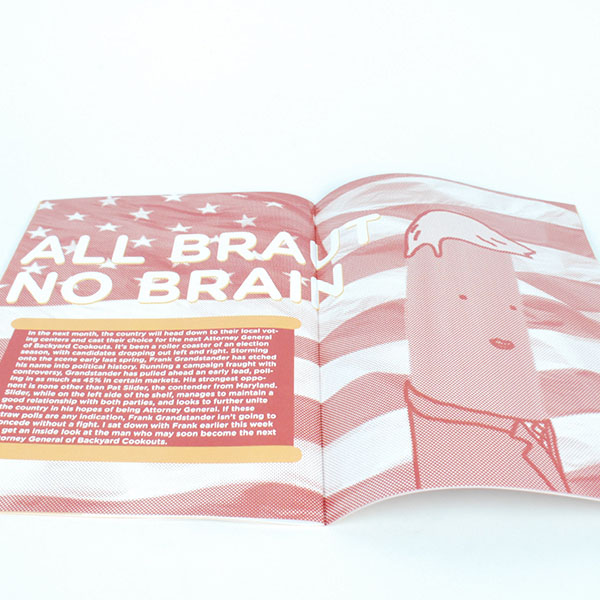 ALL BRAUT
NO BRAIN
In the next month, the country will head down to their local vot-
ing centers and cast their choice for the next Attorney General
of Backyard Cookouts. It's been a roller coaster of an election
season, with candidates dropping out left and right. Storming
onto the scene early last spring, Frank Grandstander has etched
his name into political history. Running a campaign fraught with
controversy, Grandstander has pulled ahead an early lead, poll-
ing in as much as 45% in certain markets. His strongest oppo-
nent is none other than Pat Slider, the contender from Maryland.
Slider, while on the left side of the shelf, manages to maintain a
good relationship with both parties, and looks to further unite
the country in his hopes of being Attorney General. If these
traw polls are any indication, Frank Grandstander isn't going to
oncede without a fight. I sat down with Frank earlier this week
get an inside look at the man who may soon become the next
torney General of Backyard Cookouts.